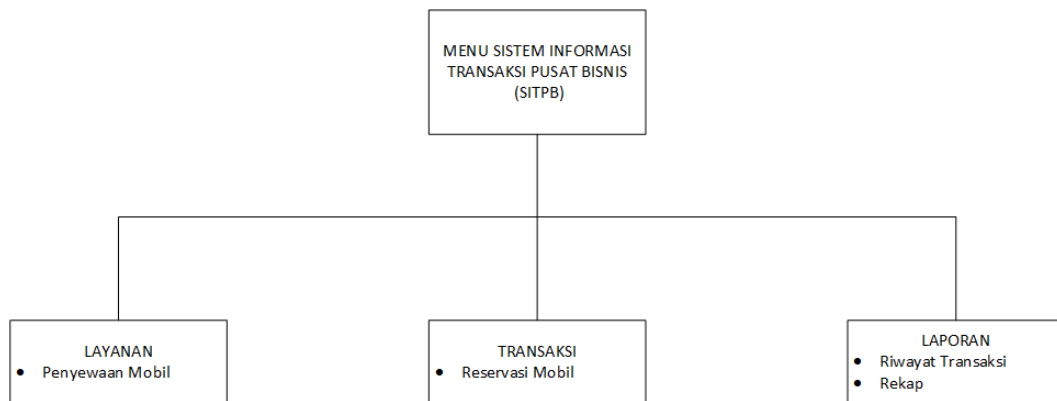 MENU SISTEM INFORMASI
TRANSAKSI PUSAT BISNIS
(SITPB)
LAYANAN
• Penyewaan Mobil
TRANSAKSI
• Reservasi Mobil
LAPORAN
• Riwayat Transaksi
• Rekap